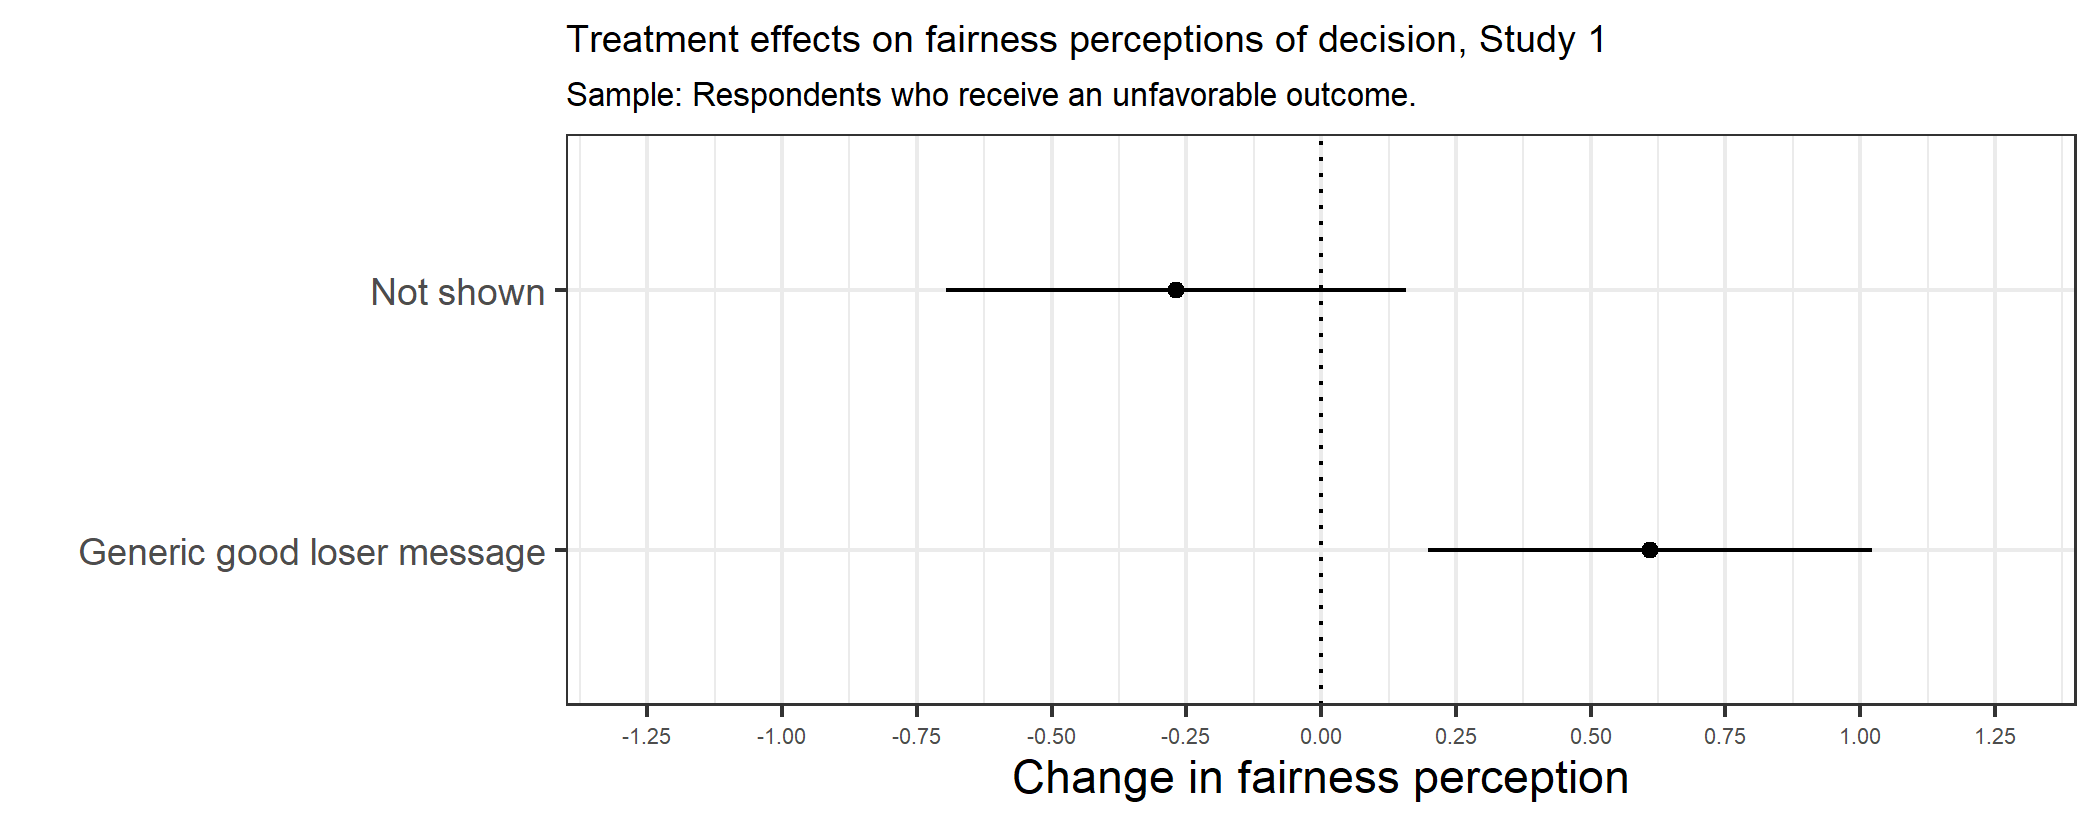 Treatment effects on fairness perceptions of decision, Study 1
Sample: Respondents who receive an unfavorable outcome.
Not shown
Generic good loser message
-1.25 -1.00 -0.75 -0.50 -0.25 0.00 0.25 0.50 0.75 1.00 1.25
Change in fairness perception